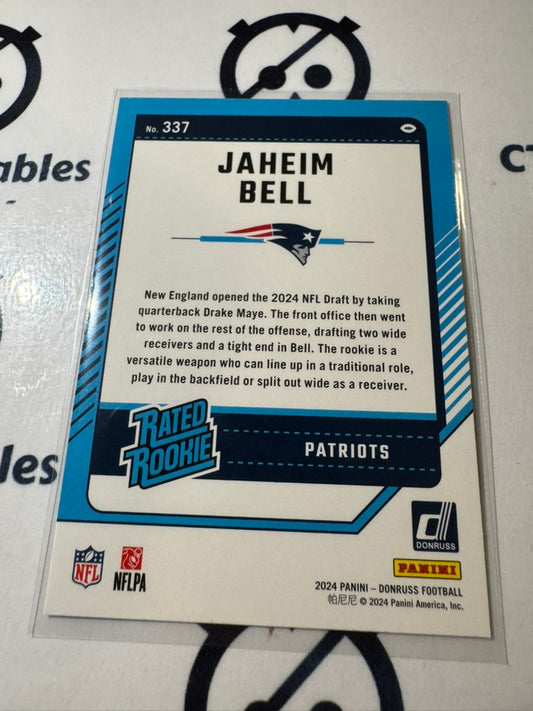 No. 337
JAHEIM
BELL
New England opened the 2024 NFL Draft by taking
quarterback Drake Maye. The front office then went
to work on the rest of the offense, drafting two wide
receivers and a tight end in Bell. The rookie is a
versatile weapon who can line up in a traditional role,
play in the backfield or split out wide as a receiver.
RATED
ROOKIE
PATRIOTS
d
DONRUSS
PANINI
NFL
NFLPA
2024 PANINI – DONRUSS FOOTBALL
帕尼尼 © 2024 Panini America, Inc.
ables
CT
ables